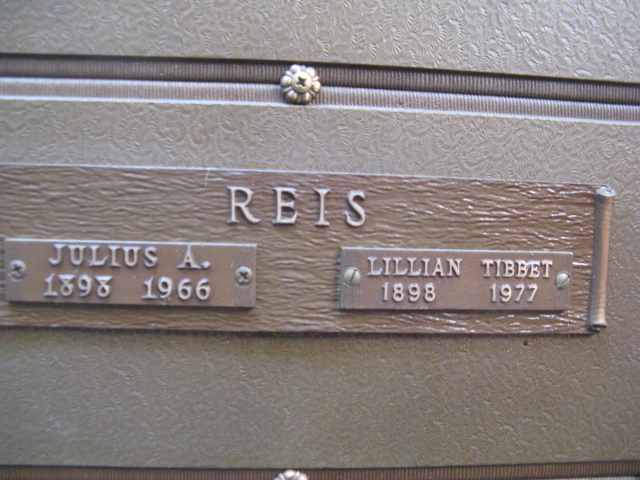 REIS
JULIUS A.
1898 1966
LILLIAN TIBBET
1898 1977